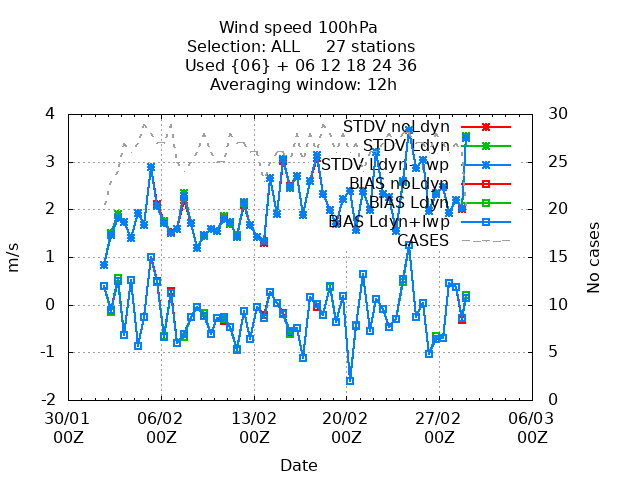 Wind speed 100hPa
Selection: ALL 27 stations
Used {06} + 06 12 18 24 36
Averaging window: 12h
4
3
2
1
0
-1
-2
m/s
30
25
20
15
10
5
0
No cases
STDV noLdyn
STDV Ldyn
STDV Ldyn+lwp
BIAS noLdyn
BIAS Ldyn
BIAS Ldyn+lwp
CASES
30/01 06/02 13/02 20/02 27/02 06/03
00Z 00Z 00Z 00Z 00Z 00Z
Date